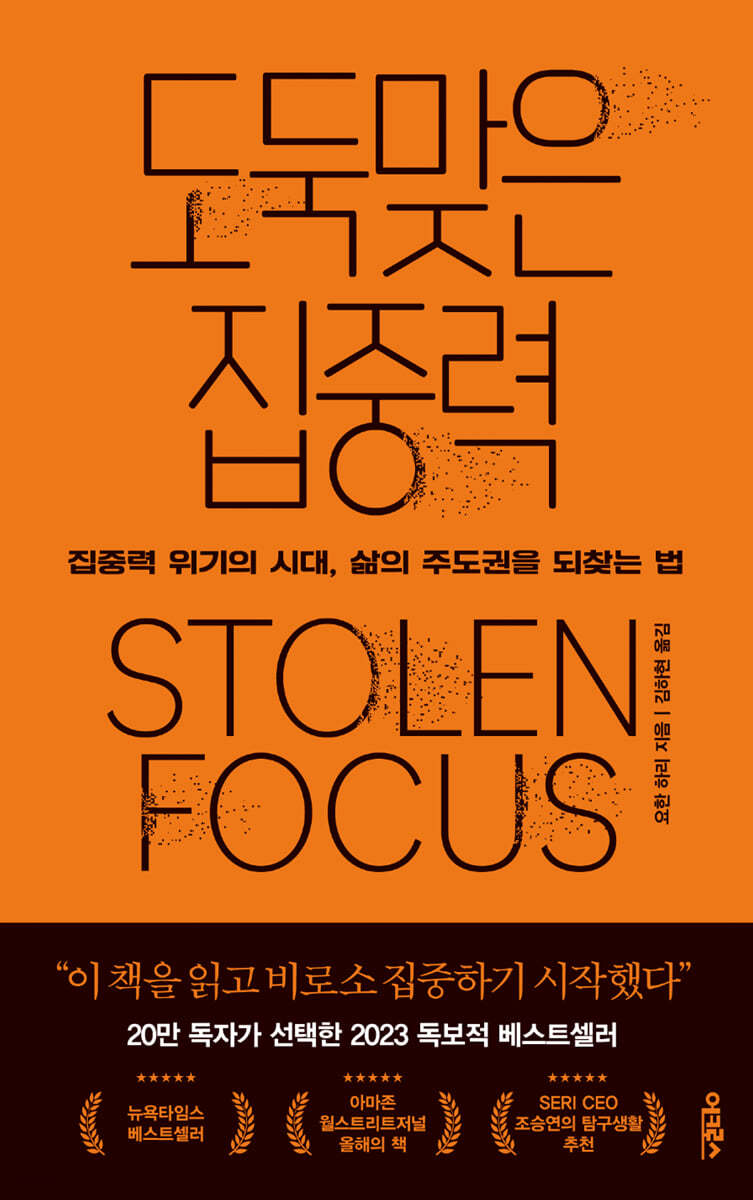 도둑맞은
집중력
집중력 위기의 시대, 삶의 주도권을 되찾는 법
STOLEN
FOCUS
요한 하리 지음 | 김하현 옮김
“이 책을 읽고 비로소 집중하기 시작했다”
20만 독자가 선택한 2023 독보적 베스트셀러
★★★★★
뉴욕타임스
베스트셀러
★★★★★
아마존
월스트리트저널
올해의 책
★★★★★
SERI CEO
조승연의 탐구생활
추천
어크로스